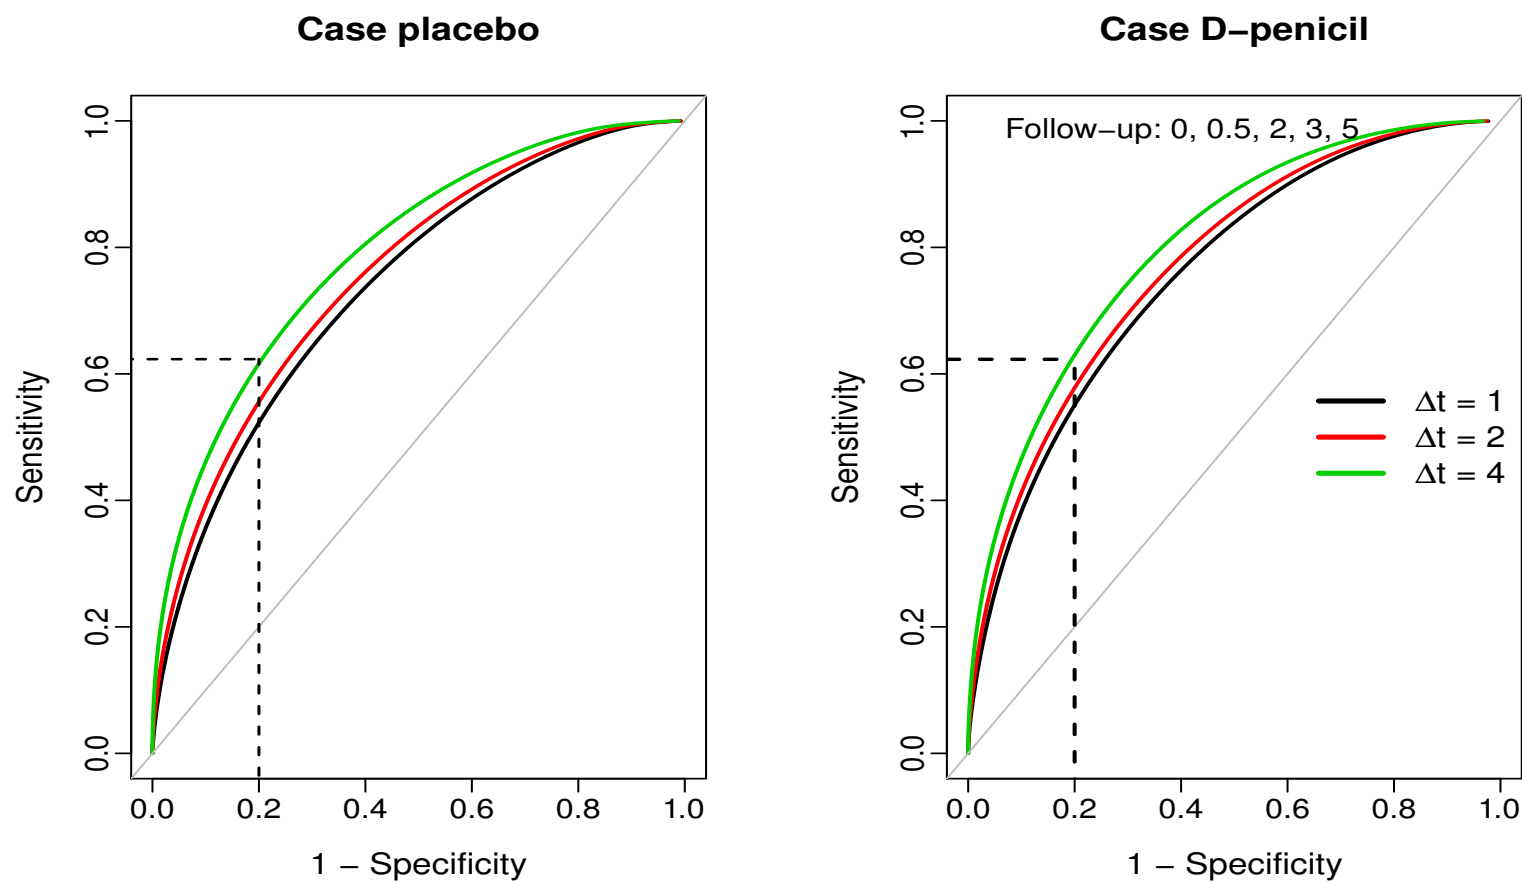 Case placebo
Sensitivity
1.0
0.8
0.6
0.4
0.2
0.0
0.0 0.2 0.4 0.6 0.8 1.0
1 − Specificity
Case D−penicil
Follow−up: 0, 0.5, 2, 3, 5
Sensitivity
1.0
0.8
0.6
0.4
0.2
0.0
Δt = 1
Δt = 2
Δt = 4
0.0 0.2 0.4 0.6 0.8 1.0
1 − Specificity